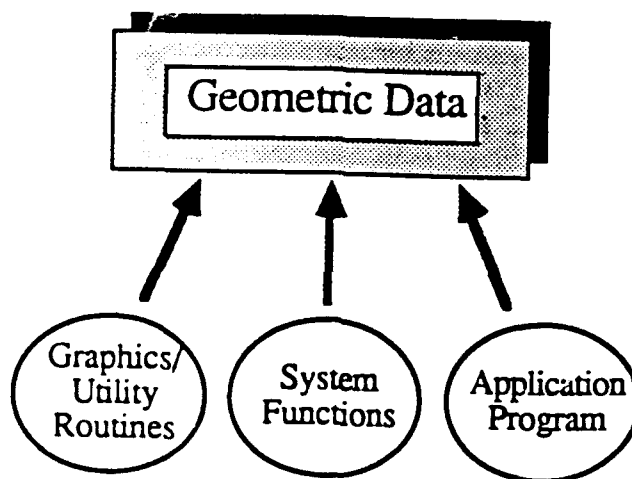 Geometric Data
Graphics/
Utility
Routines
System
Functions
Application
Program